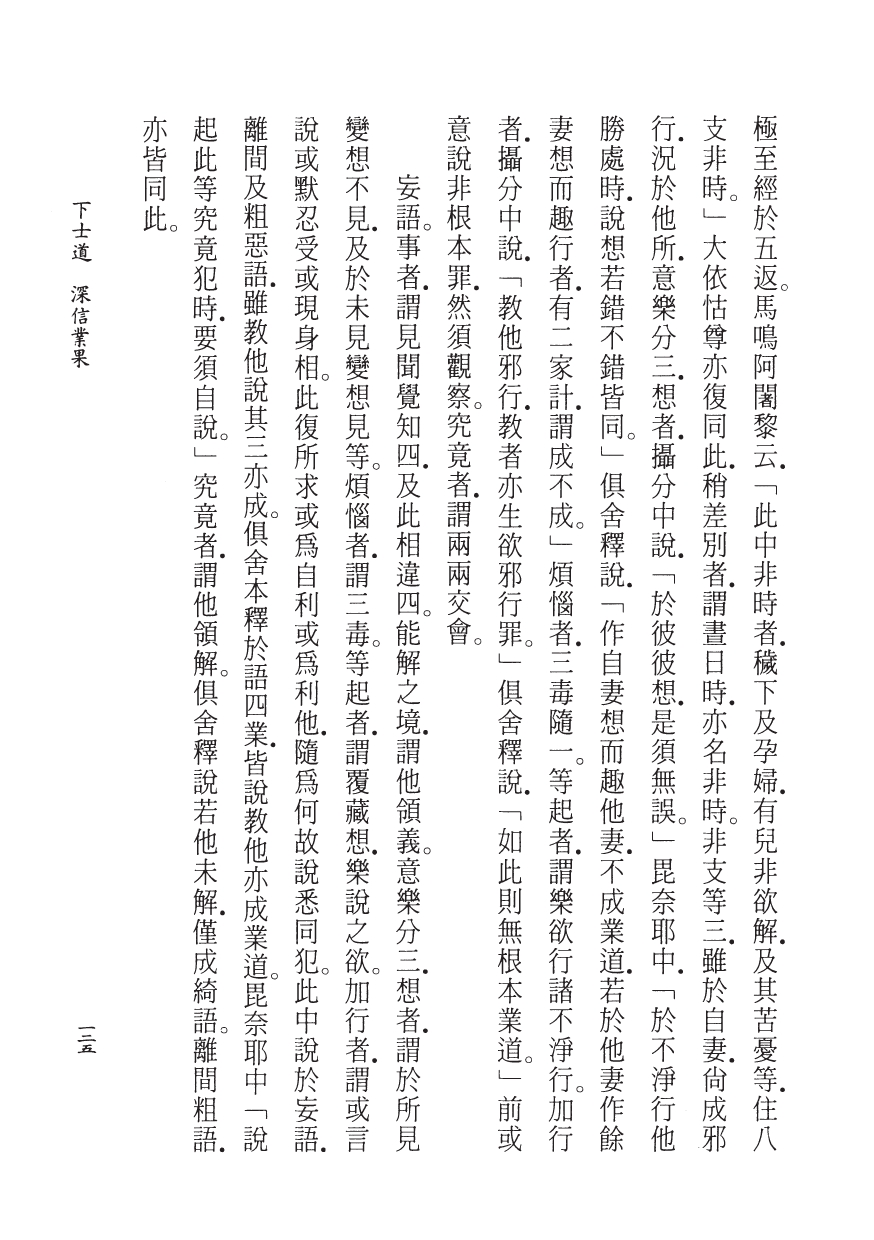 極至經於五返。馬鳴阿闍黎云．「此中非時者．穢下及孕婦．有兒非欲解．及其苦憂等．住八
支非時。」大依怙尊亦復同此．稍差別者．謂晝日時．亦名非時。非支等三．雖於自妻．尙成邪
行．況於他所．意樂分三．想者．攝分中說．「於彼彼想．是須無誤。」毘奈耶中．「於不淨行他
勝處時．說想若錯不錯皆同。」俱舍釋說．「作自妻想而趣他妻．不成業道．若於他妻作餘
妻想而趣行者．有二家計．謂成不成。」煩惱者．三毒隨一。等起者．謂樂欲行諸不淨行。加行
者．攝分中說．「教他邪行．教者亦生欲邪行罪。」俱舍釋說．「如此則無根本業道。」前或
意說非根本罪．然須觀察。究竟者．謂兩兩交會。
妄語。事者．謂見聞覺知四．及此相違四。能解之境．謂他領義。意樂分三．想者．謂於所見
變想不見．及於未見變想見等。煩惱者．謂三毒。等起者．謂覆藏想．樂說之欲。加行者．謂或言
說或默忍受或現身相。此復所求或爲自利或爲利他．隨爲何故說悉同犯。此中說於妄語．
離間及粗惡語．雖教他說其三亦成。俱舍本釋於語四業．皆說教他亦成業道。毘奈耶中「說
起此等究竟犯時．要須自說。」究竟者．謂他領解。俱舍釋說若他未解．僅成綺語。離間粗語．
亦皆同此。
下士道　深信業果
一三五